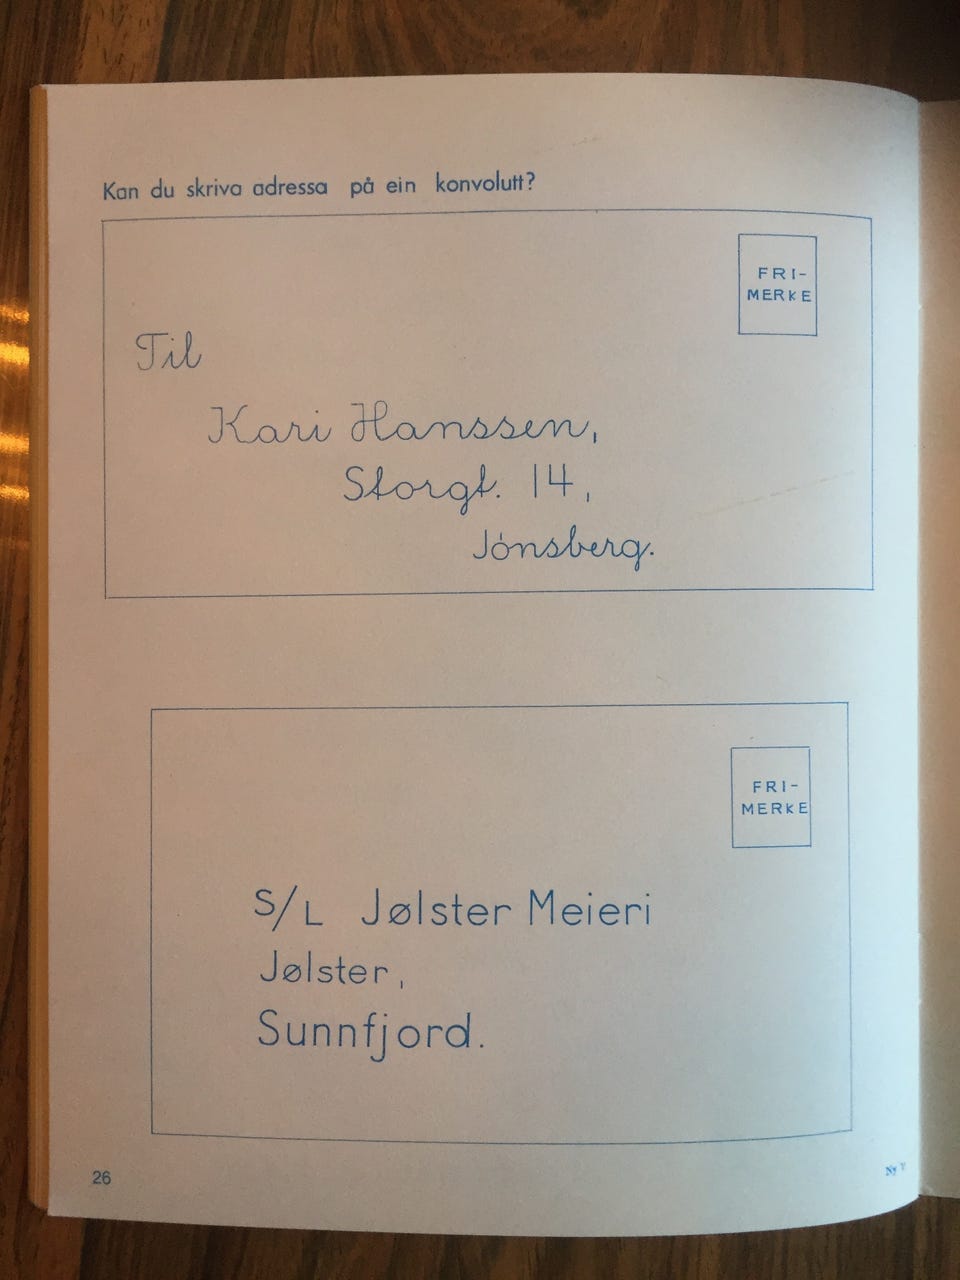 Kan du skriva adressa på ein konvolutt?
FRI-
MERKE
Til
Kari Hanssen,
Storgt. 14,
Jónsberg.
FRI-
MERKE
S/L Jølster Meieri
Jølster,
Sunnfjord.
26
Ny